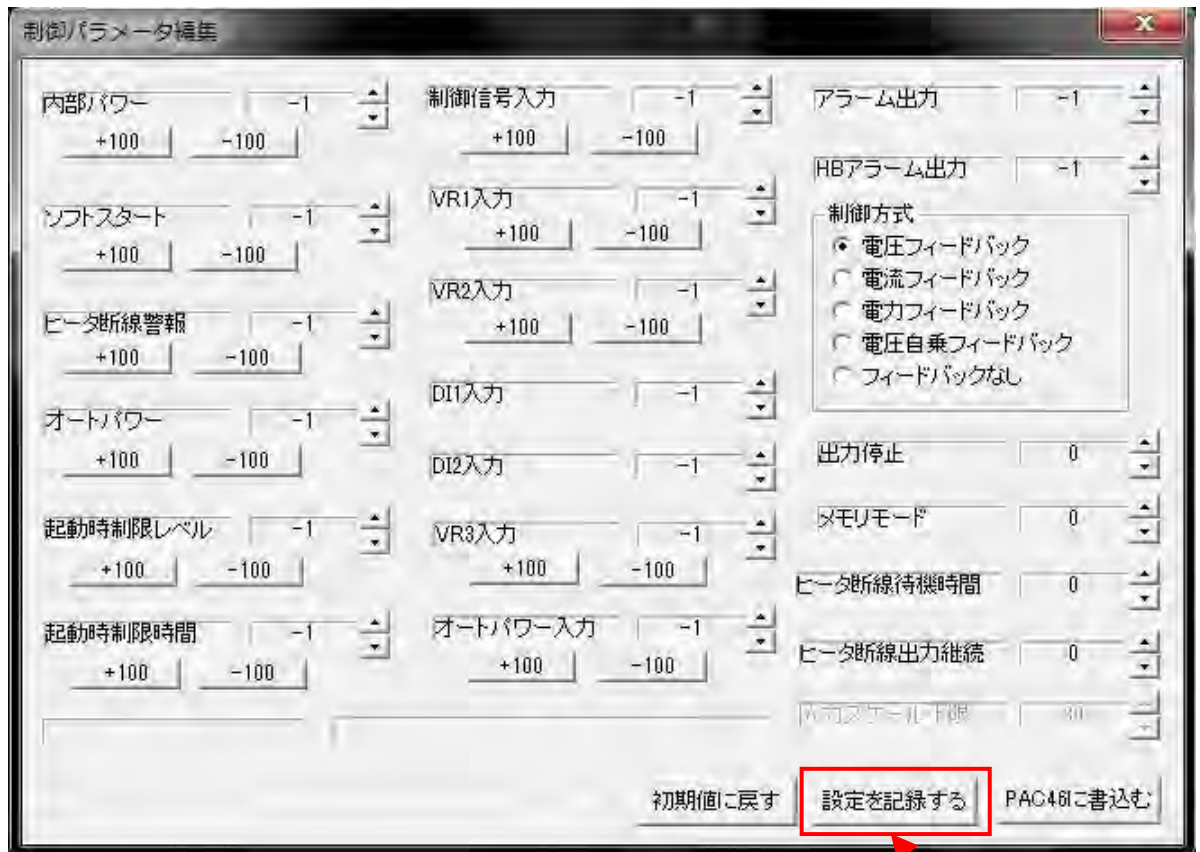 制御パラメータ編集
内部パワー -1
+100 -100
ソフトスタート -1
+100 -100
ヒータ断線警報 -1
+100 -100
オートパワー -1
+100 -100
起動時制限レベル -1
+100 -100
起動時制限時間 -1
+100 -100
制御信号入力 -1
+100 -100
VR1入力 -1
+100 -100
VR2入力 -1
+100 -100
DI1入力 -1
DI2入力 -1
VR3入力 -1
+100 -100
オートパワー入力 -1
+100 -100
アラーム出力 -1
HBアラーム出力 -1
制御方式
電圧フィードバック
電流フィードバック
電力フィードバック
電圧自乗フィードバック
フィードバックなし
出力停止 0
メモリモード 0
ヒータ断線待機時間 0
ヒータ断線出力継続 0
初期値に戻す 設定を記録する PAC46に書込む